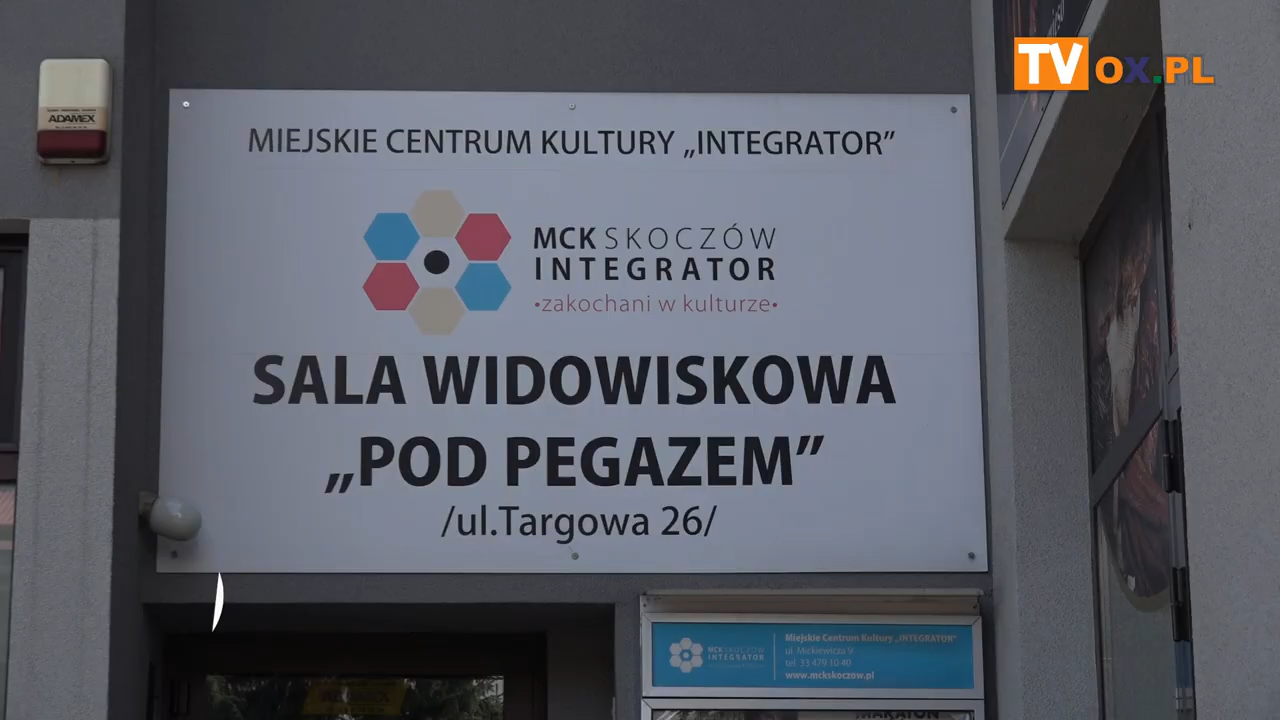 TVOX.PL
ADAMEX
MIEJSKIE CENTRUM KULTURY „INTEGRATOR”
MCK SKOCZÓW
INTEGRATOR
•zakochani w kulturze•
SALA WIDOWISKOWA
„POD PEGAZEM”
/ul.Targowa 26/
MCK SKOCZÓW
INTEGRATOR
Miejskie Centrum Kultury „INTEGRATOR”
ul. Mickiewicza 9
tel. 33 479 10 40
www.mckskoczow.pl
MARATON